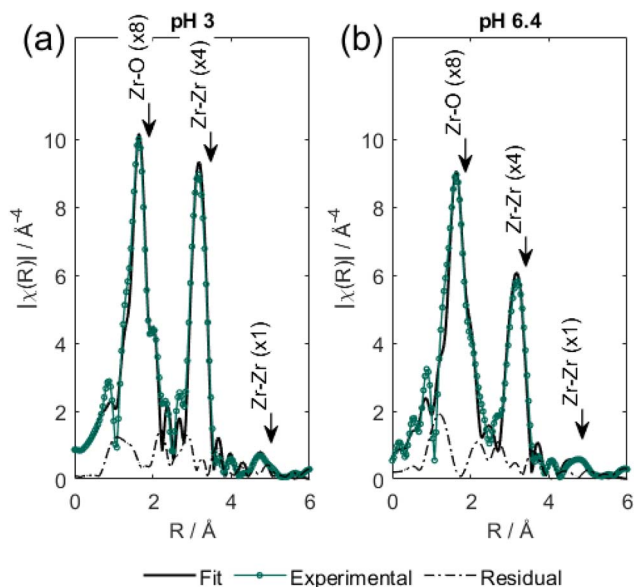 (a)
pH 3
Zr-O (x8)
Zr-Zr (x4)
Zr-Zr (x1)
|χ(R)| / Å⁻⁴
10
8
6
4
2
0
0
2
4
6
R / Å
(b)
pH 6.4
Zr-O (x8)
Zr-Zr (x4)
Zr-Zr (x1)
|χ(R)| / Å⁻⁴
10
8
6
4
2
0
0
2
4
6
R / Å
Fit Experimental Residual